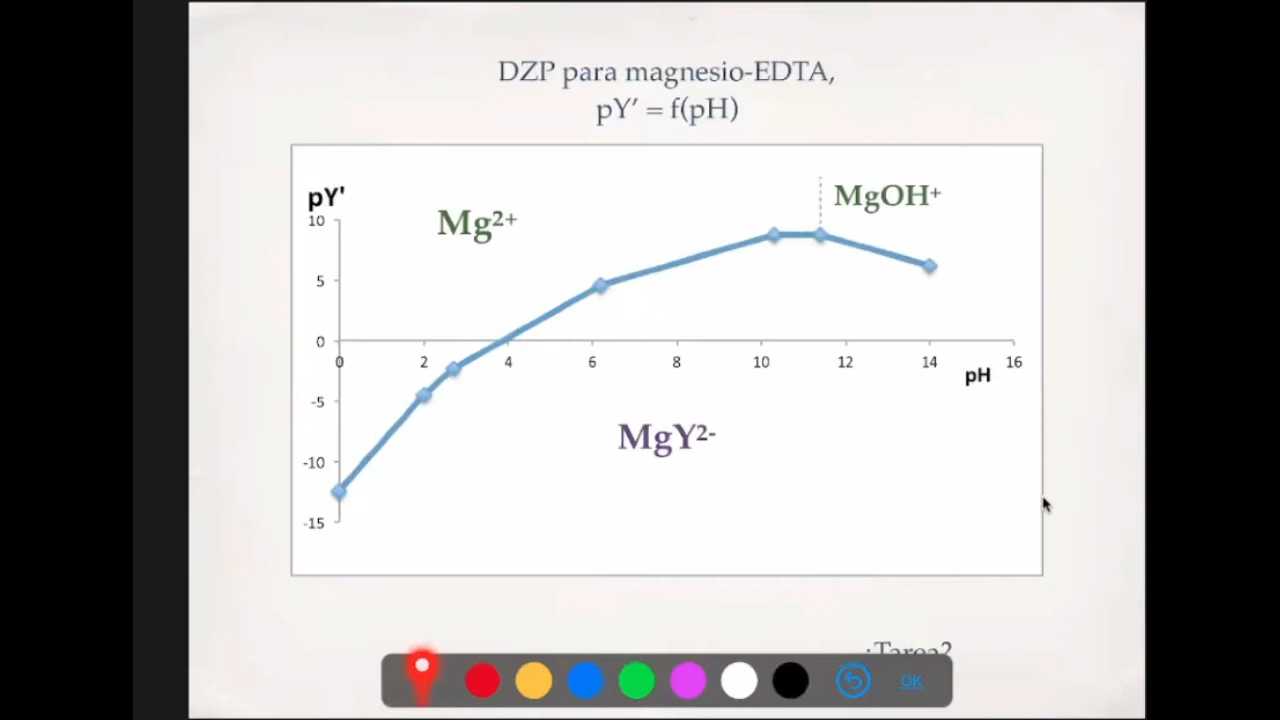 DZP para magnesio-EDTA,
pY' = f(pH)
pY'
Mg²⁺
MgOH⁺
10
5
0
0 2 4 6 8 10 12 14 16
pH
-5
MgY²⁻
-10
-15
¿Tarea?
OK